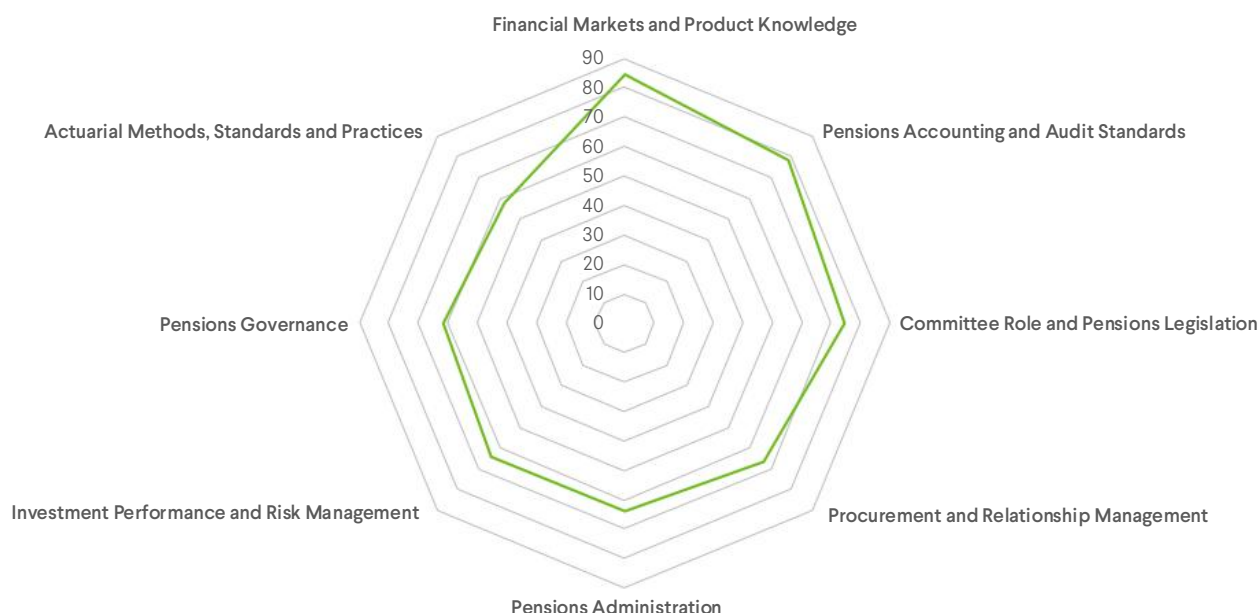 Financial Markets and Product Knowledge
90
80
70
60
50
40
30
20
10
0
Actuarial Methods, Standards and Practices
Pensions Accounting and Audit Standards
Pensions Governance
Committee Role and Pensions Legislation
Investment Performance and Risk Management
Procurement and Relationship Management
Pensions Administration